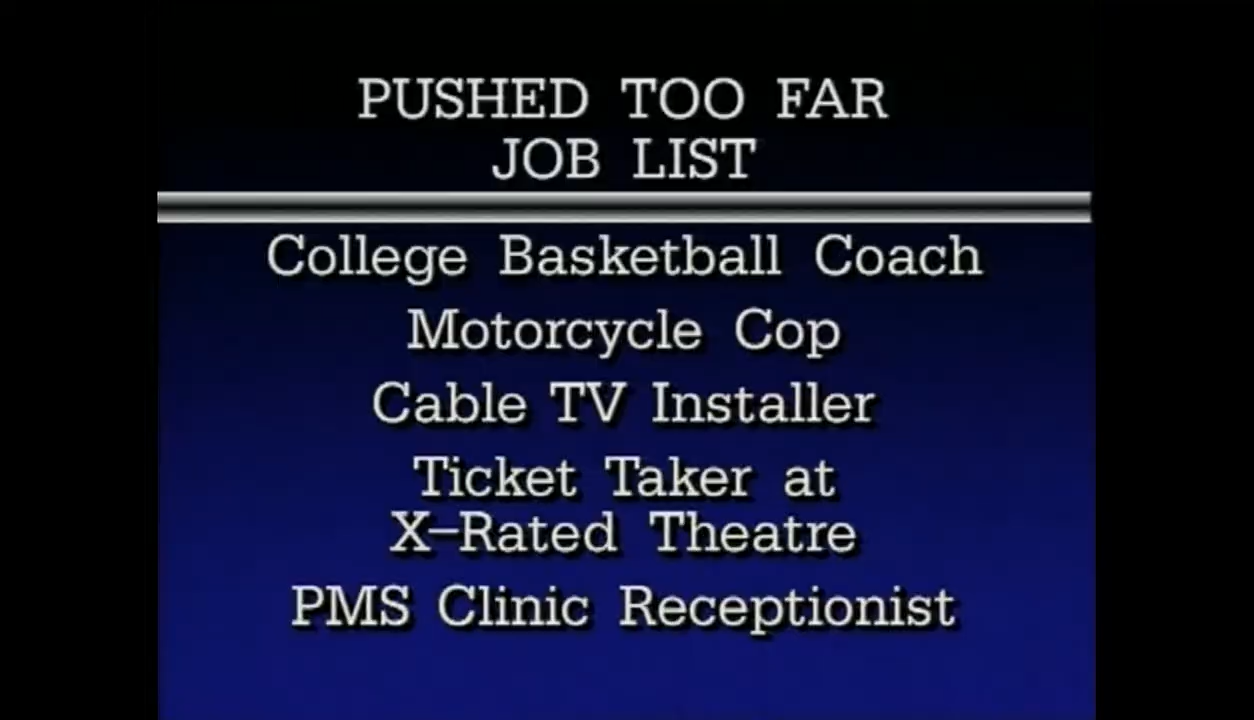 PUSHED TOO FAR
JOB LIST
College Basketball Coach
Motorcycle Cop
Cable TV Installer
Ticket Taker at
X-Rated Theatre
PMS Clinic Receptionist